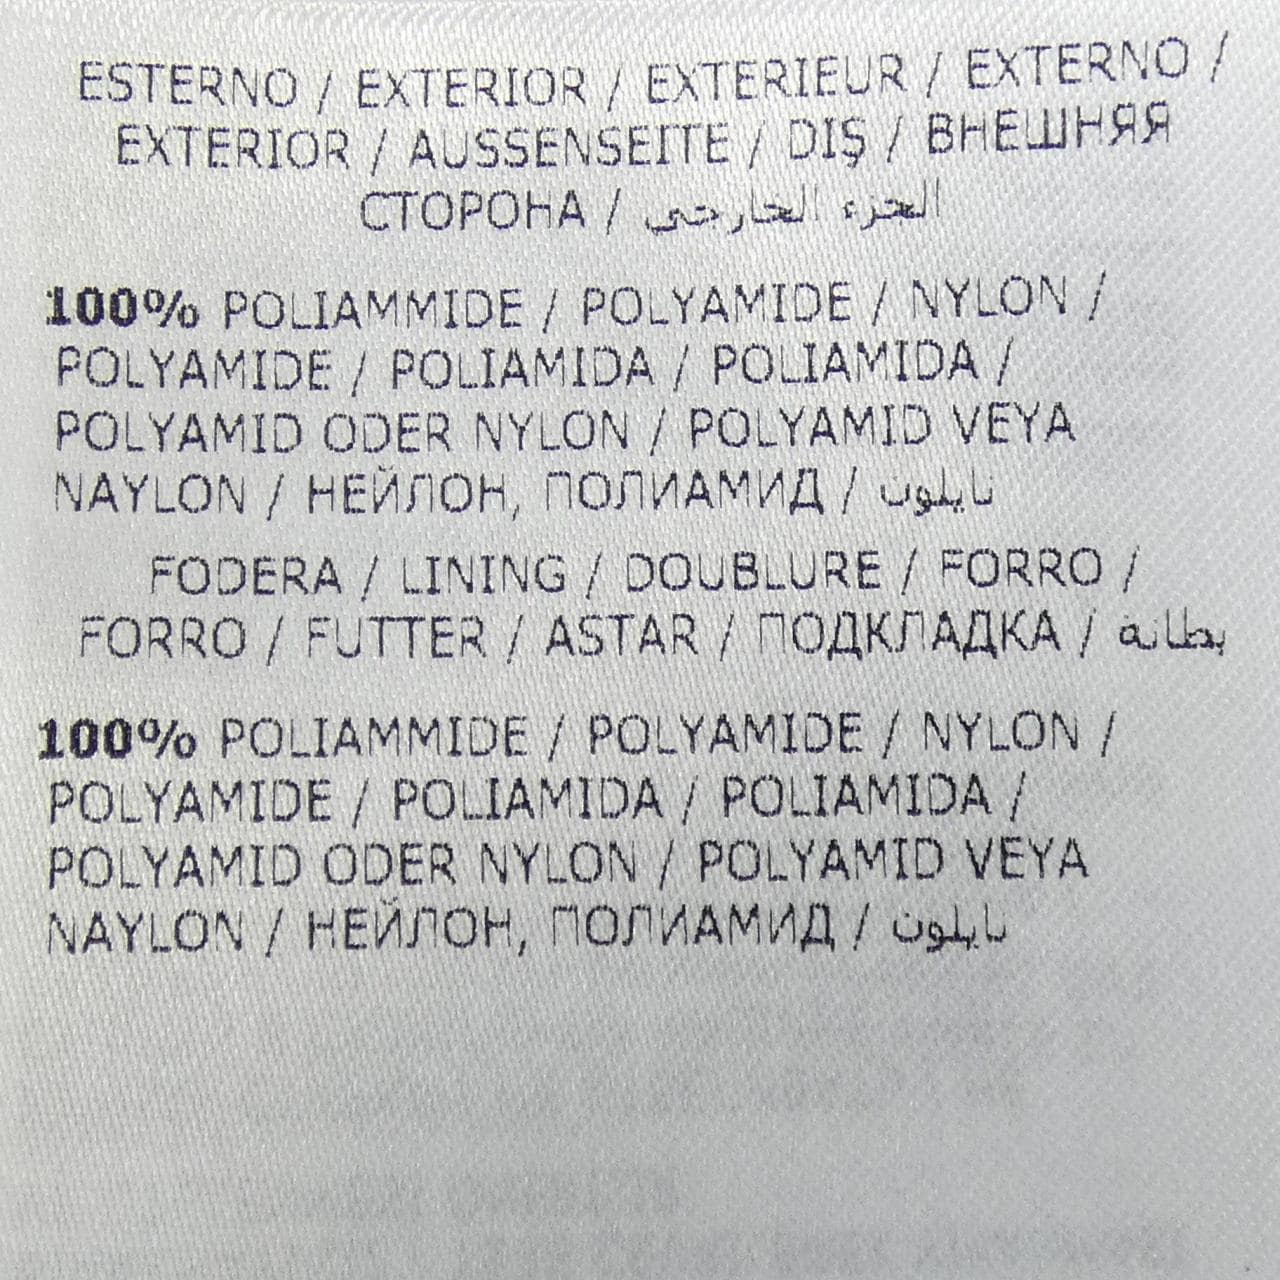 ESTERNO / EXTERIOR / EXTERIEUR / EXTERNO /
EXTERIOR / AUSSENSEITE / DIŞ / ВНЕШНЯЯ
СТОРОНА / الجزء الخارجي
100% POLIAMMIDE / POLYAMIDE / NYLON /
POLYAMIDE / POLIAMIDA / POLIAMIDA /
POLYAMID ODER NYLON / POLYAMID VEYA
NAYLON / НЕЙЛОН, ПОЛИАМИД / نايلون
FODERA / LINING / DOUBLURE / FORRO /
FORRO / FUTTER / ASTAR / ПОДКЛАДКА / بطانة
100% POLIAMMIDE / POLYAMIDE / NYLON /
POLYAMIDE / POLIAMIDA / POLIAMIDA /
POLYAMID ODER NYLON / POLYAMID VEYA
NAYLON / НЕЙЛОН, ПОЛИАМИД / نايلون